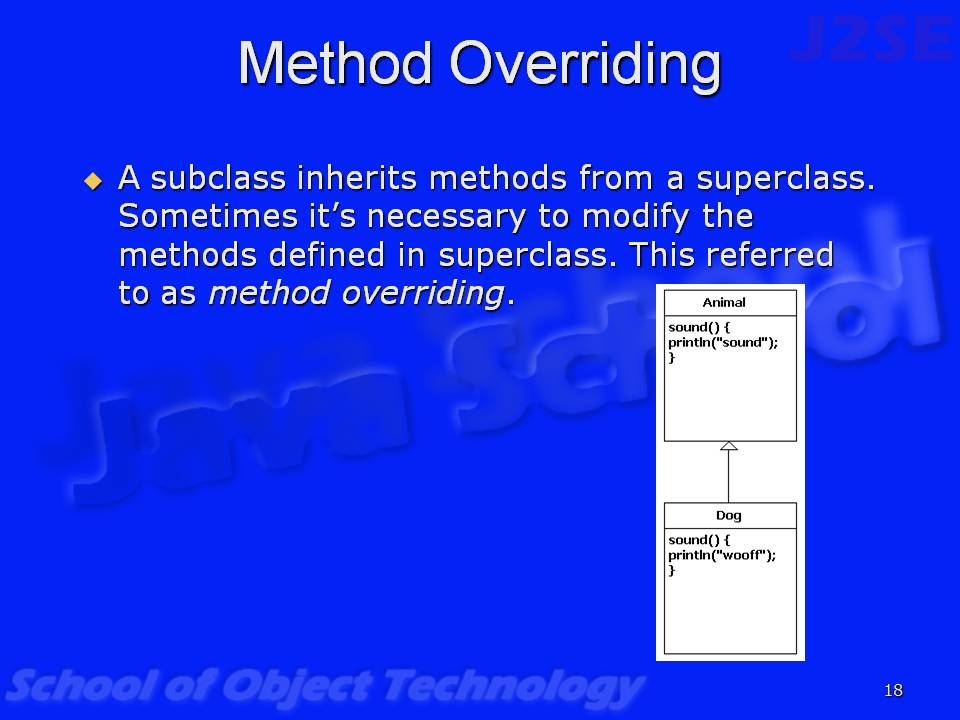 J2SE
Method Overriding
A subclass inherits methods from a superclass.
Sometimes it’s necessary to modify the
methods defined in superclass. This referred
to as method overriding.
Animal
sound() {
println("sound");
}
Dog
sound() {
println("wooff");
}
Java School
School of Object Technology
18